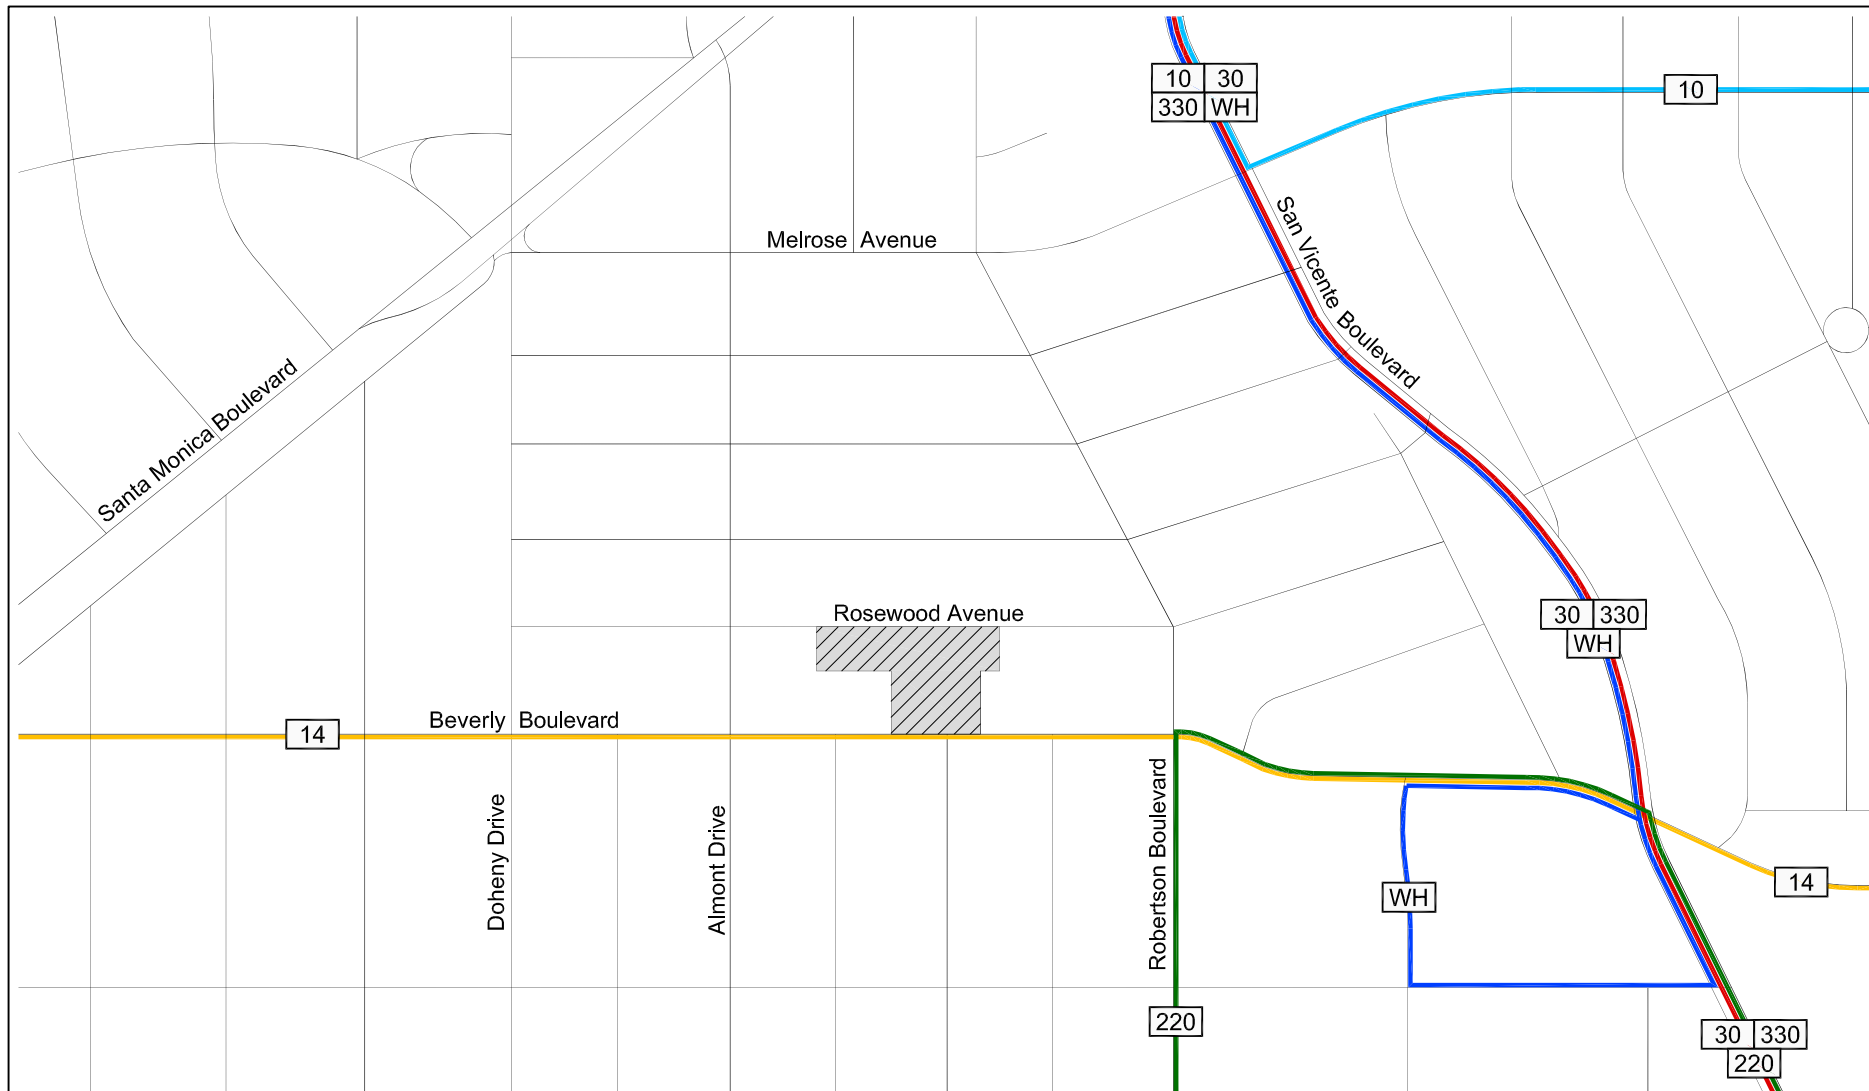 10 30
330 WH
10
San Vicente Boulevard
Melrose Avenue
Santa Monica Boulevard
Rosewood Avenue
30 330
WH
Beverly Boulevard
14
Doheny Drive
Almont Drive
Robertson Boulevard
WH
14
220
30 330
220